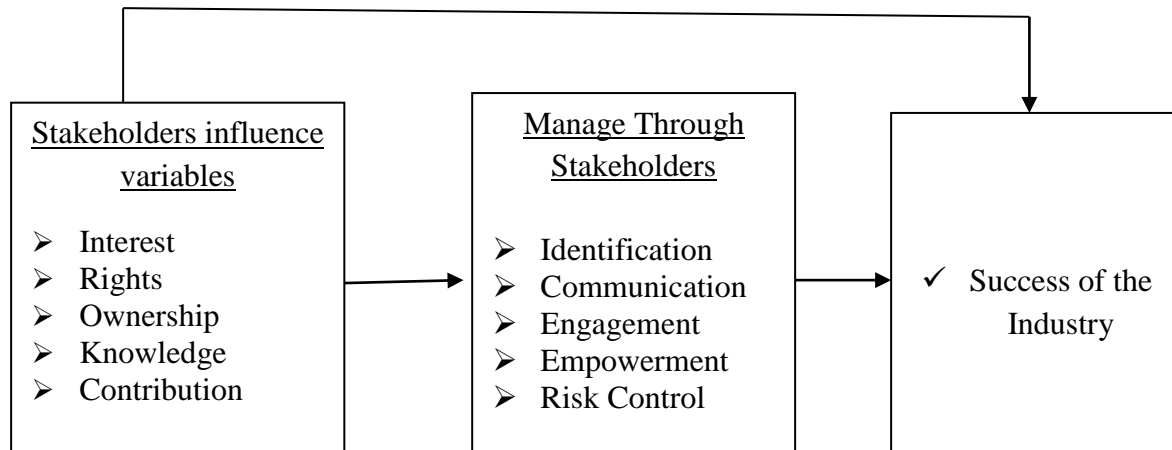 Stakeholders influence
variables
➢ Interest
➢ Rights
➢ Ownership
➢ Knowledge
➢ Contribution
Manage Through
Stakeholders
➢ Identification
➢ Communication
➢ Engagement
➢ Empowerment
➢ Risk Control
✓ Success of the
Industry